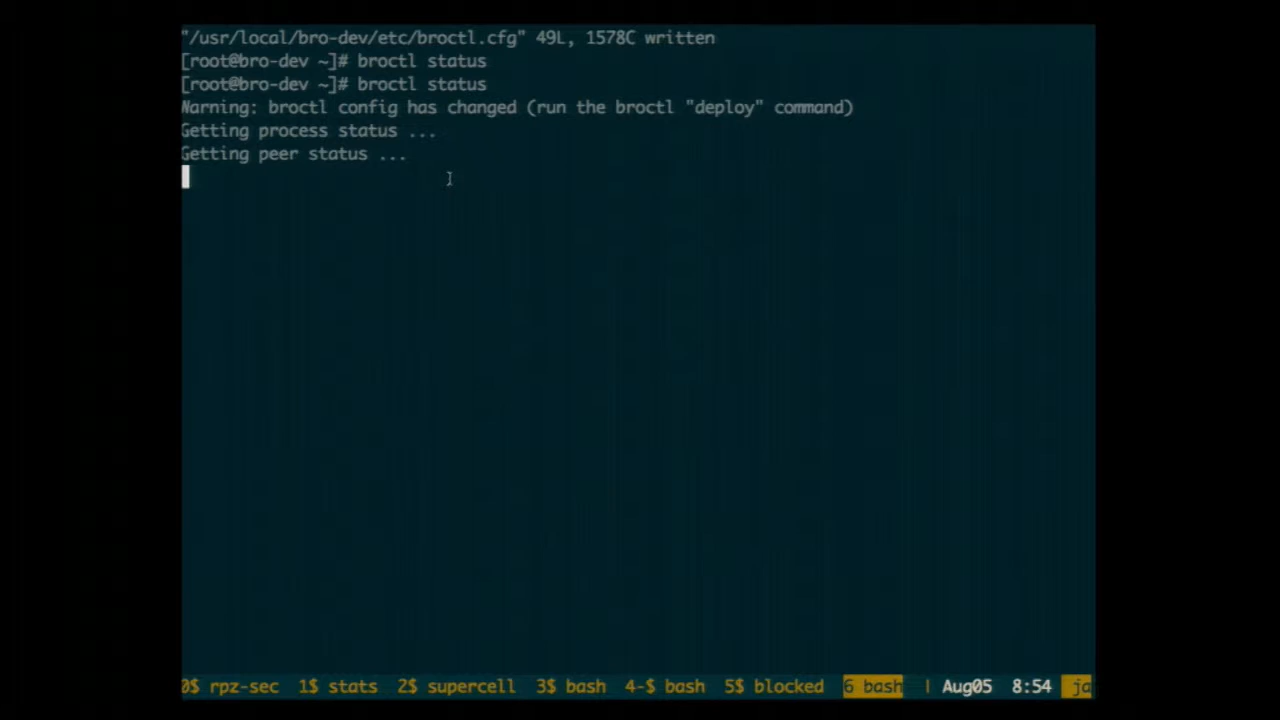 "/usr/local/bro-dev/etc/broctl.cfg" 49L, 1578C written
[root@bro-dev ~]# broctl status
[root@bro-dev ~]# broctl status
Warning: broctl config has changed (run the broctl "deploy" command)
Getting process status ...
Getting peer status ...
0$ rpz-sec 1$ stats 2$ supercell 3$ bash 4-$ bash 5$ blocked 6 bash | Aug05 8:54 ja